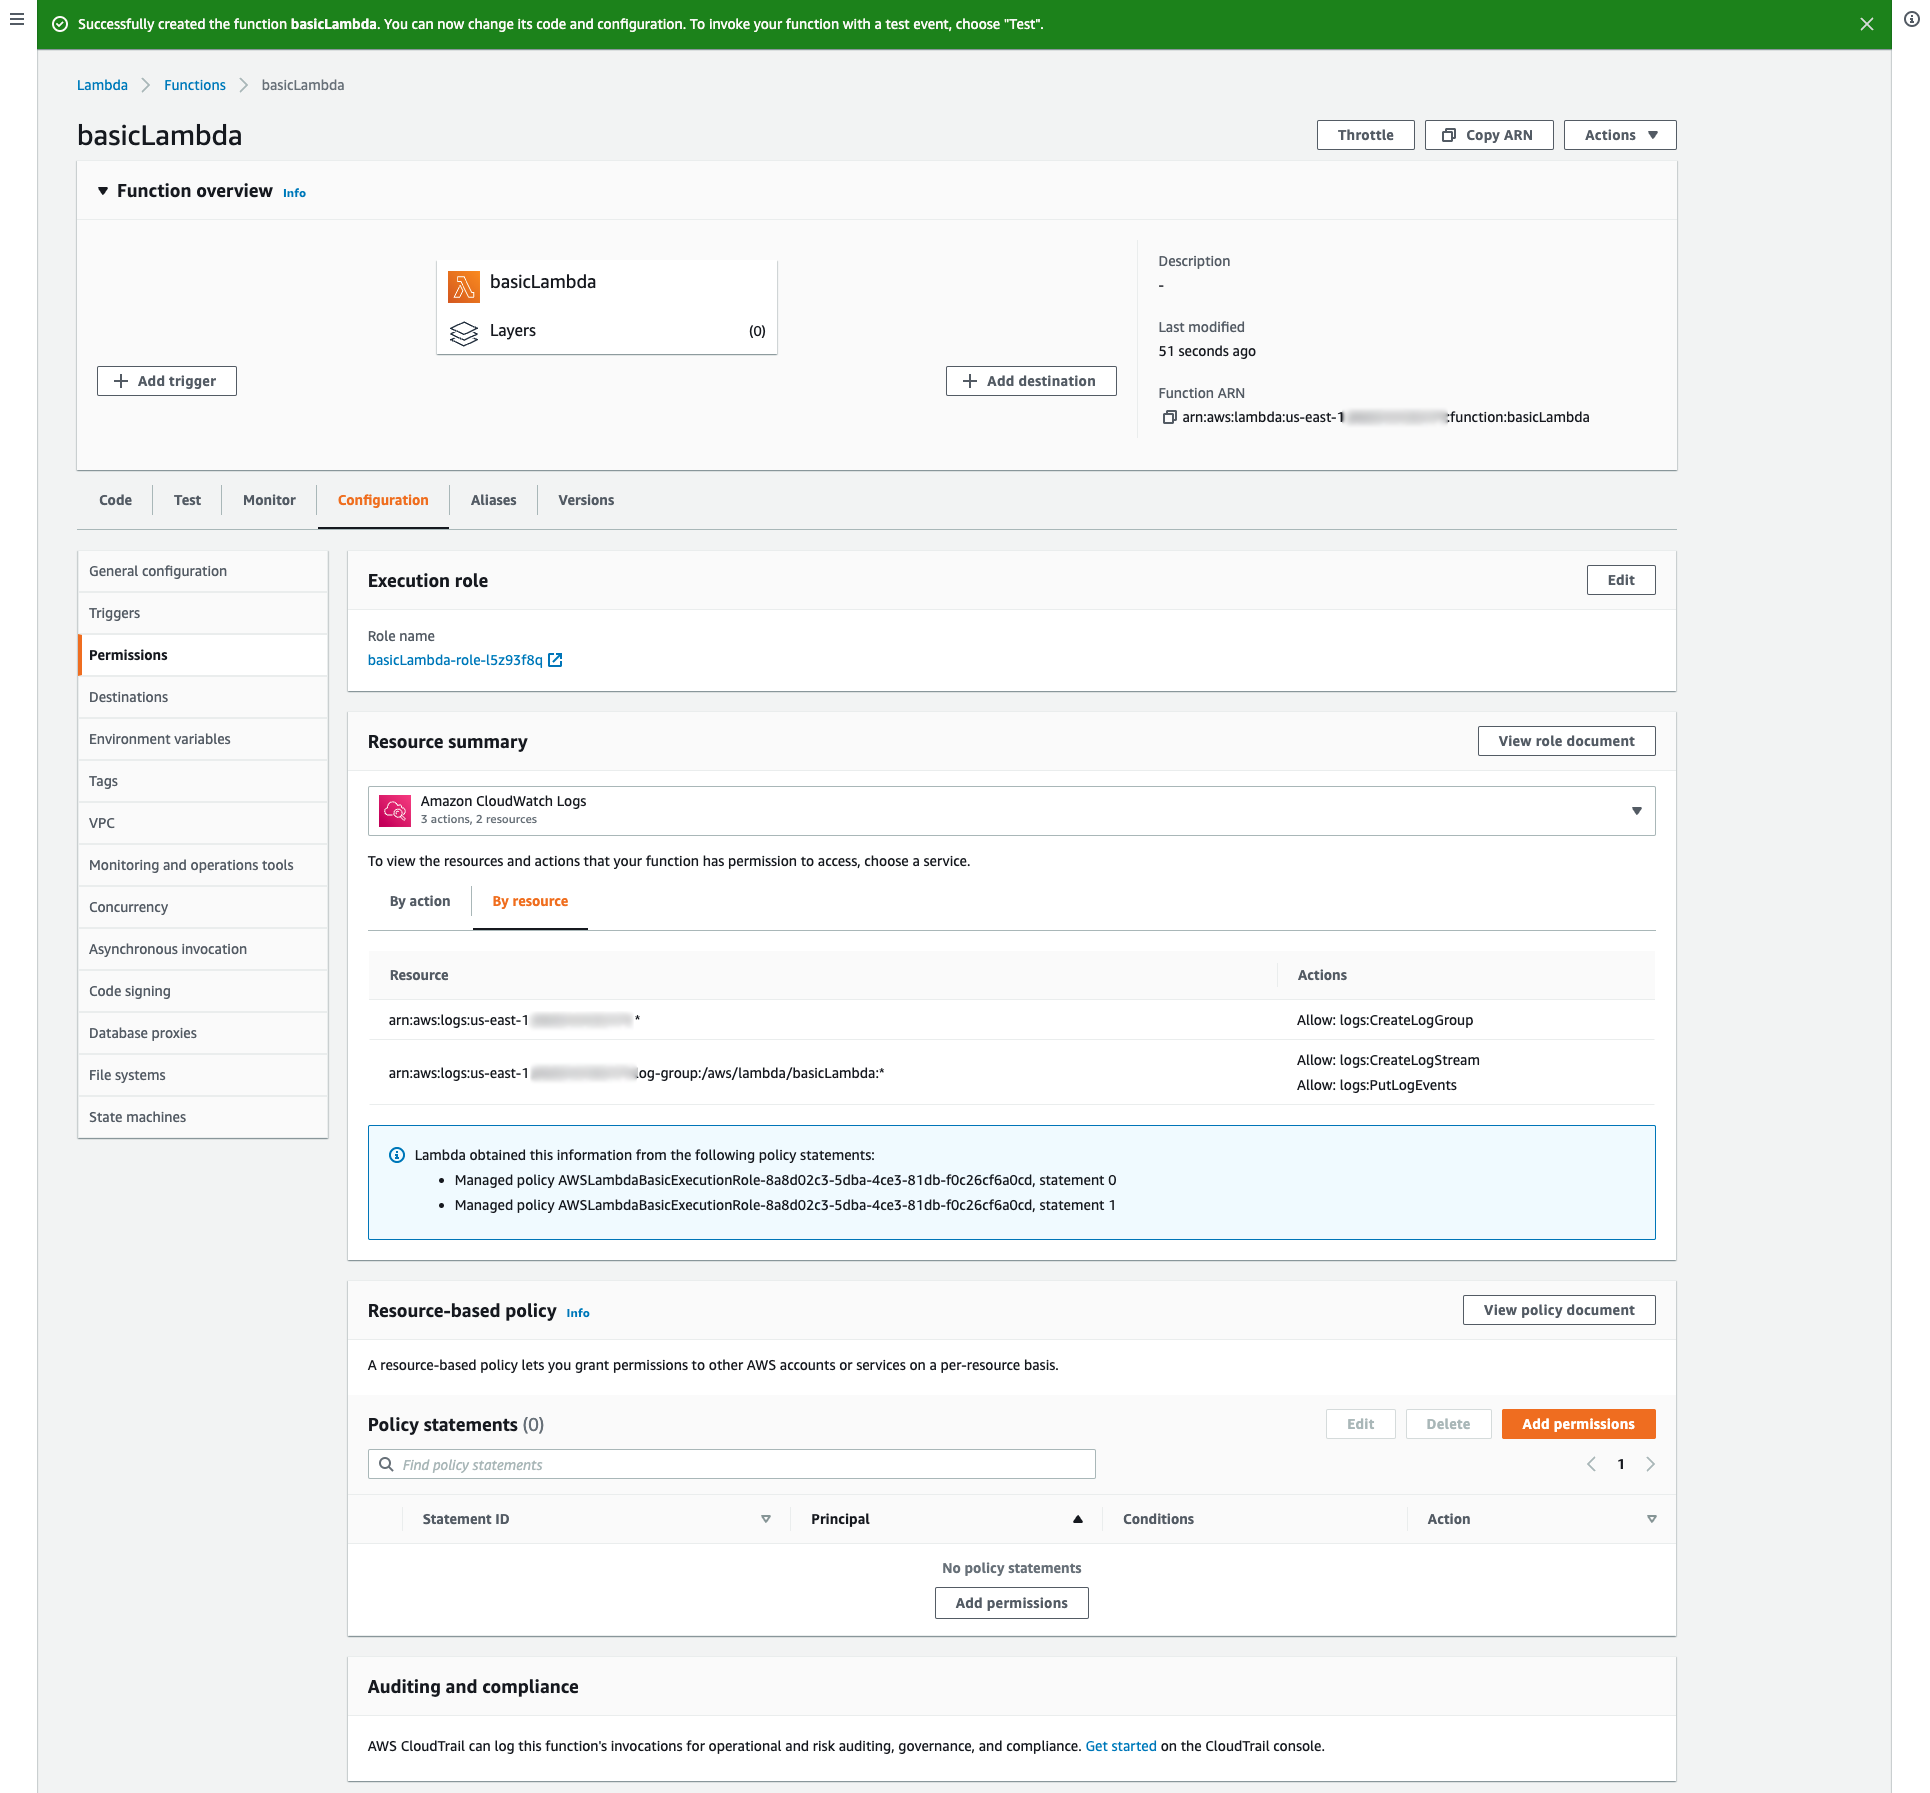 Successfully created the function basicLambda. You can now change its code and configuration. To invoke your function with a test event, choose "Test".
Lambda
Functions
basicLambda
basicLambda
Throttle
Copy ARN
Actions
Function overview Info
basicLambda
Layers
(0)
Add trigger
Add destination
Description
-
Last modified
51 seconds ago
Function ARN
arn:aws:lambda:us-east-1 :function:basicLambda
Code
Test
Monitor
Configuration
Aliases
Versions
General configuration
Triggers
Permissions
Destinations
Environment variables
Tags
VPC
Monitoring and operations tools
Concurrency
Asynchronous invocation
Code signing
Database proxies
File systems
State machines
Execution role
Edit
Role name
basicLambda-role-l5z93f8q
Resource summary
View role document
Amazon CloudWatch Logs
3 actions, 2 resources
To view the resources and actions that your function has permission to access, choose a service.
By action
By resource
Resource
Actions
arn:aws:logs:us-east-1 *
Allow: logs:CreateLogGroup
arn:aws:logs:us-east-1 log-group:/aws/lambda/basicLambda:*
Allow: logs:CreateLogStream
Allow: logs:PutLogEvents
Lambda obtained this information from the following policy statements:
• Managed policy AWSLambdaBasicExecutionRole-8a8d02c3-5dba-4ce3-81db-f0c26cf6a0cd, statement 0
• Managed policy AWSLambdaBasicExecutionRole-8a8d02c3-5dba-4ce3-81db-f0c26cf6a0cd, statement 1
Resource-based policy Info
View policy document
A resource-based policy lets you grant permissions to other AWS accounts or services on a per-resource basis.
Policy statements (0)
Edit
Delete
Add permissions
Find policy statements
1
Statement ID
Principal
Conditions
Action
No policy statements
Add permissions
Auditing and compliance
AWS CloudTrail can log this function's invocations for operational and risk auditing, governance, and compliance. Get started on the CloudTrail console.